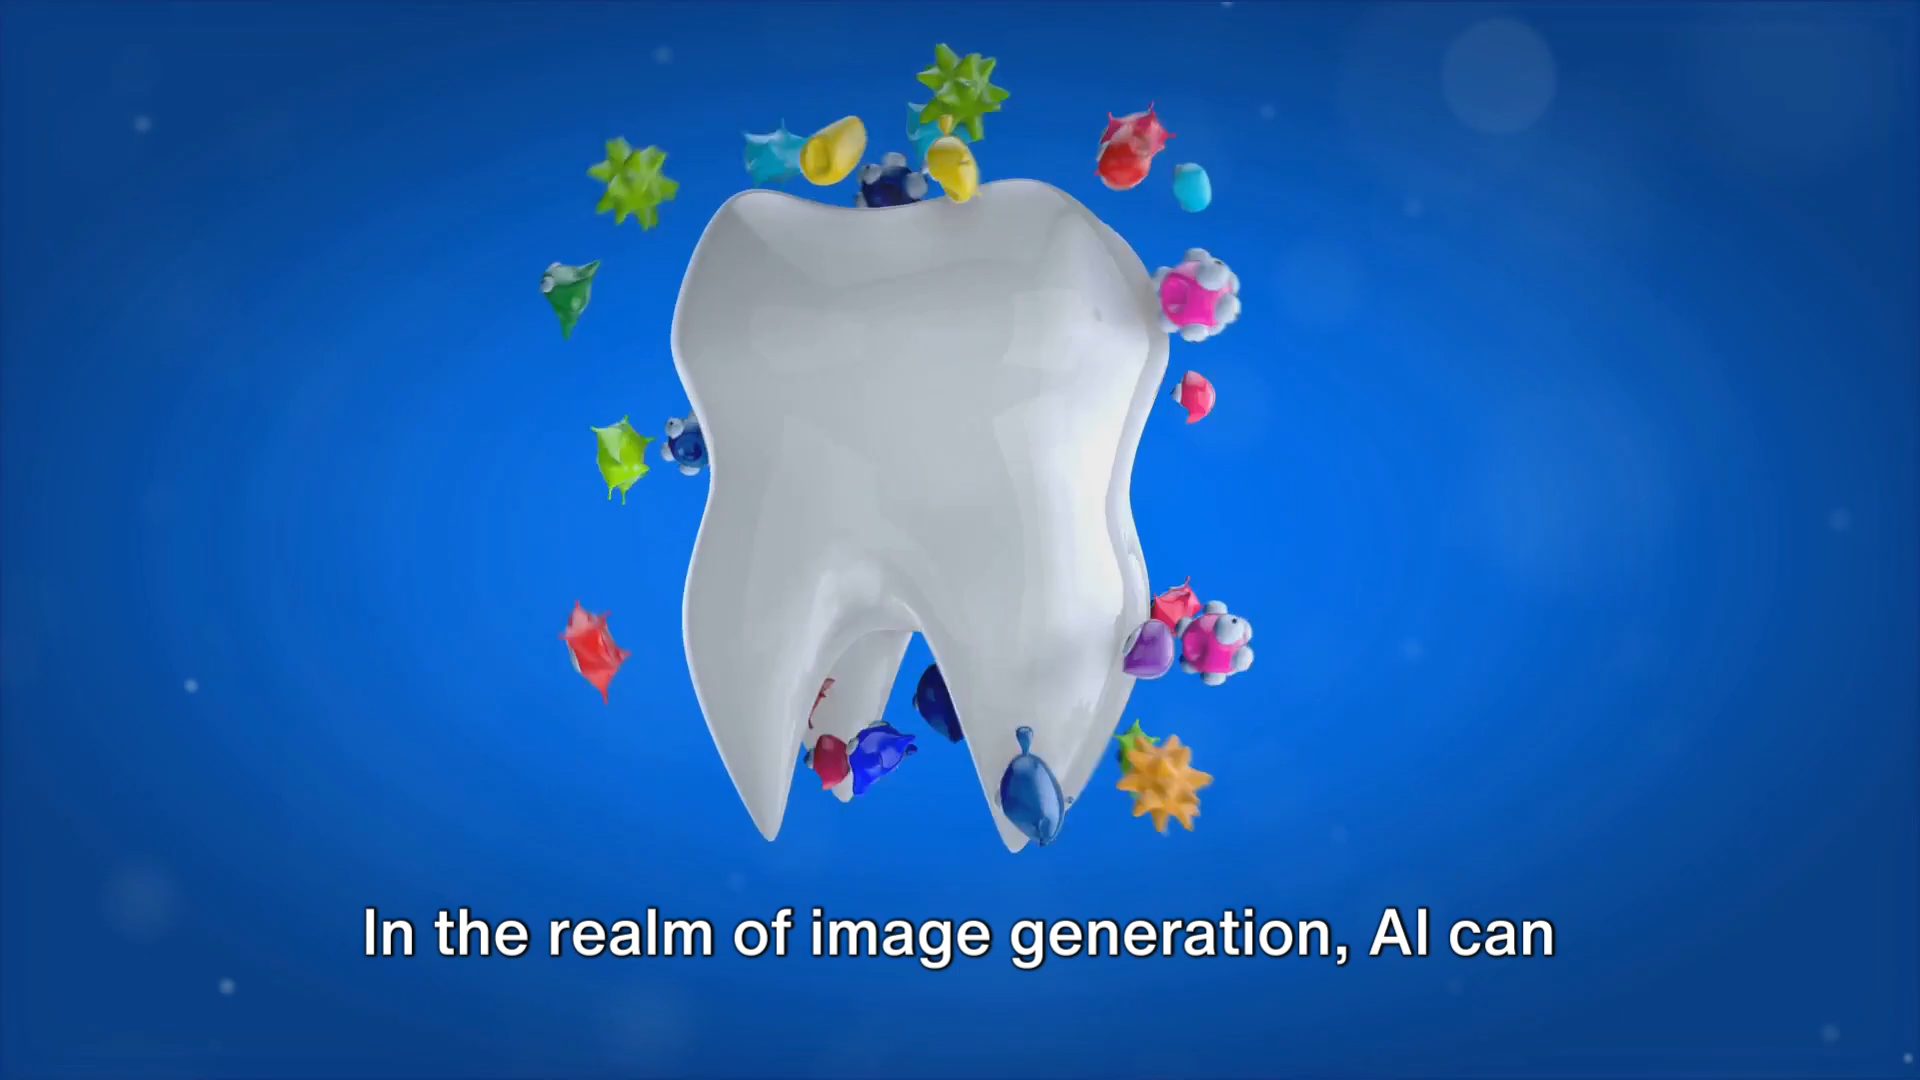 In the realm of image generation, AI can